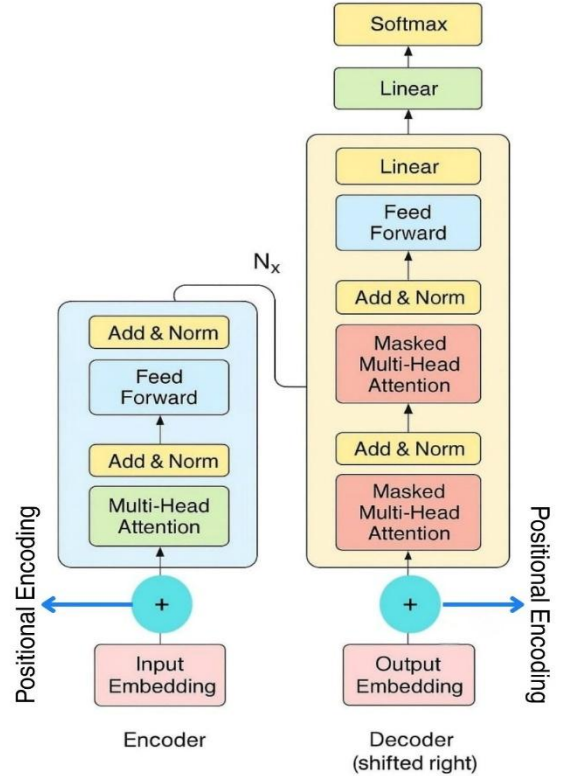 Softmax
Linear
Linear
Feed
Forward
Add & Norm
Masked
Multi-Head
Attention
Add & Norm
Masked
Multi-Head
Attention
N_x
Add & Norm
Feed
Forward
Add & Norm
Multi-Head
Attention
Positional Encoding
+
+
Positional Encoding
Input
Embedding
Output
Embedding
Encoder
Decoder
(shifted right)